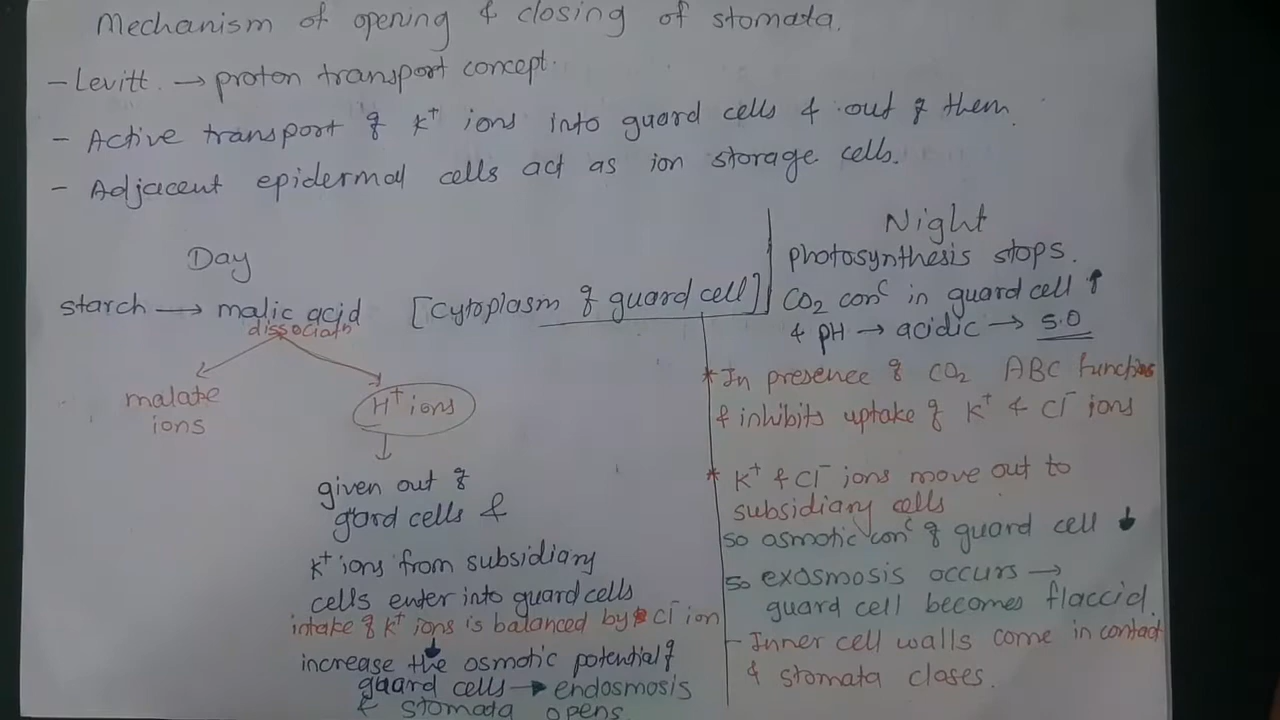 Mechanism of opening & closing of stomata.
- Levitt → proton transport concept.
- Active transport of K+ ions into guard cells & out of them.
- Adjacent epidermal cells act as ion storage cells.
Day
starch → malic acid [cytoplasm of guard cell]
dissociatn
malate
ions
H+ ions
given out of
gard cells &
K+ ions from subsidiary
cells enter into guard cells
intake of K+ ions is balanced by Cl- ion
increase the osmotic potential of
guard cells → endosmosis
& stomata opens
Night
photosynthesis stops.
CO2 conc in guard cell ↑
& pH → acidic → 5.0
* In presence of CO2 ABC functions
& inhibits uptake of K+ & Cl- ions
* K+ & Cl- ions move out to
subsidiary cells
so osmotic conc of guard cell ↓
so exosmosis occurs →
guard cell becomes flaccid.
- Inner cell walls come in contact
& stomata closes.